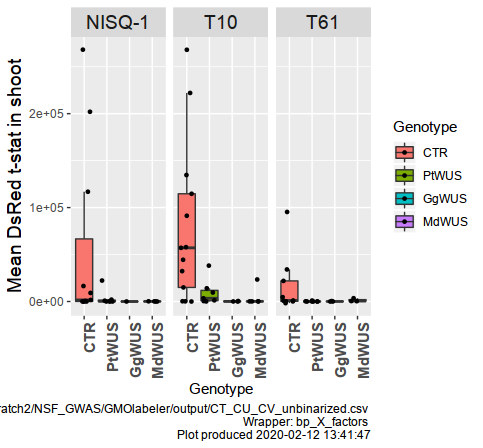 NISQ-1 T10 T61
Mean DsRed t-stat in shoot
2e+05
1e+05
0e+00
CTR PtWUS GgWUS MdWUS CTR PtWUS GgWUS MdWUS CTR PtWUS GgWUS MdWUS
Genotype
Genotype
CTR
PtWUS
GgWUS
MdWUS
ratch2/NSF_GWAS/GMOlabeler/output/CT_CU_CV_unbinarized.csv
Wrapper: bp_X_factors
Plot produced 2020-02-12 13:41:47